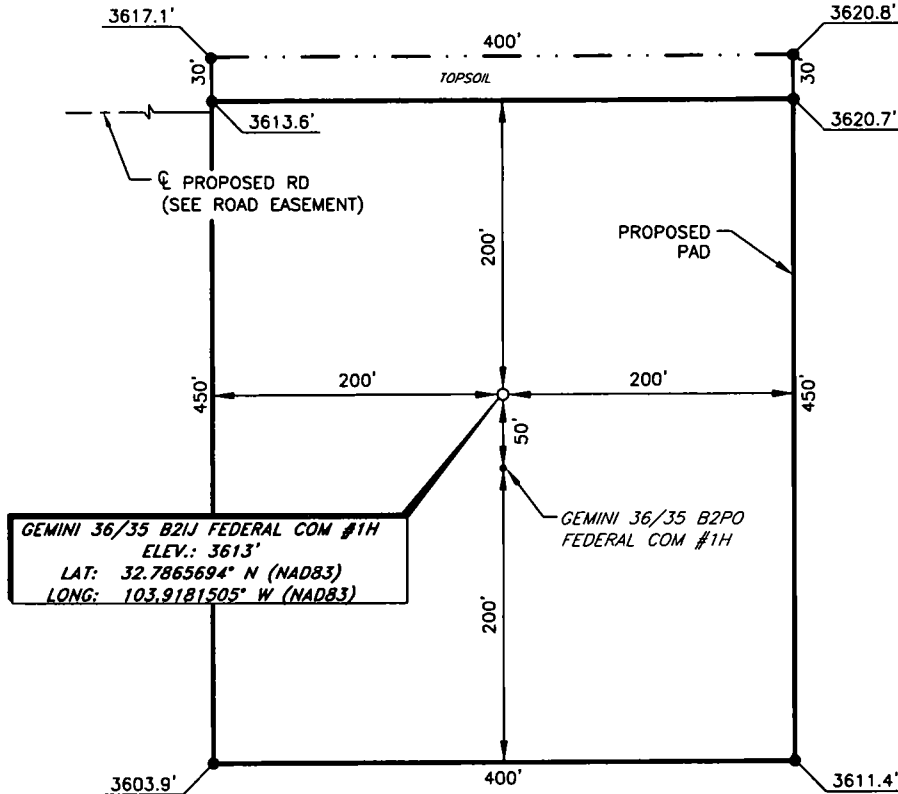 3617.1'
3620.8'
400'
30'
30'
TOPSOIL
3613.6'
3620.7'
℄ PROPOSED RD
(SEE ROAD EASEMENT)
PROPOSED
PAD
200'
200'
200'
450'
450'
50'
GEMINI 36/35 B2IJ FEDERAL COM #1H
ELEV.: 3613'
LAT: 32.7865694° N (NAD83)
LONG: 103.9181505° W (NAD83)
GEMINI 36/35 B2PO
FEDERAL COM #1H
200'
3603.9'
400'
3611.4'